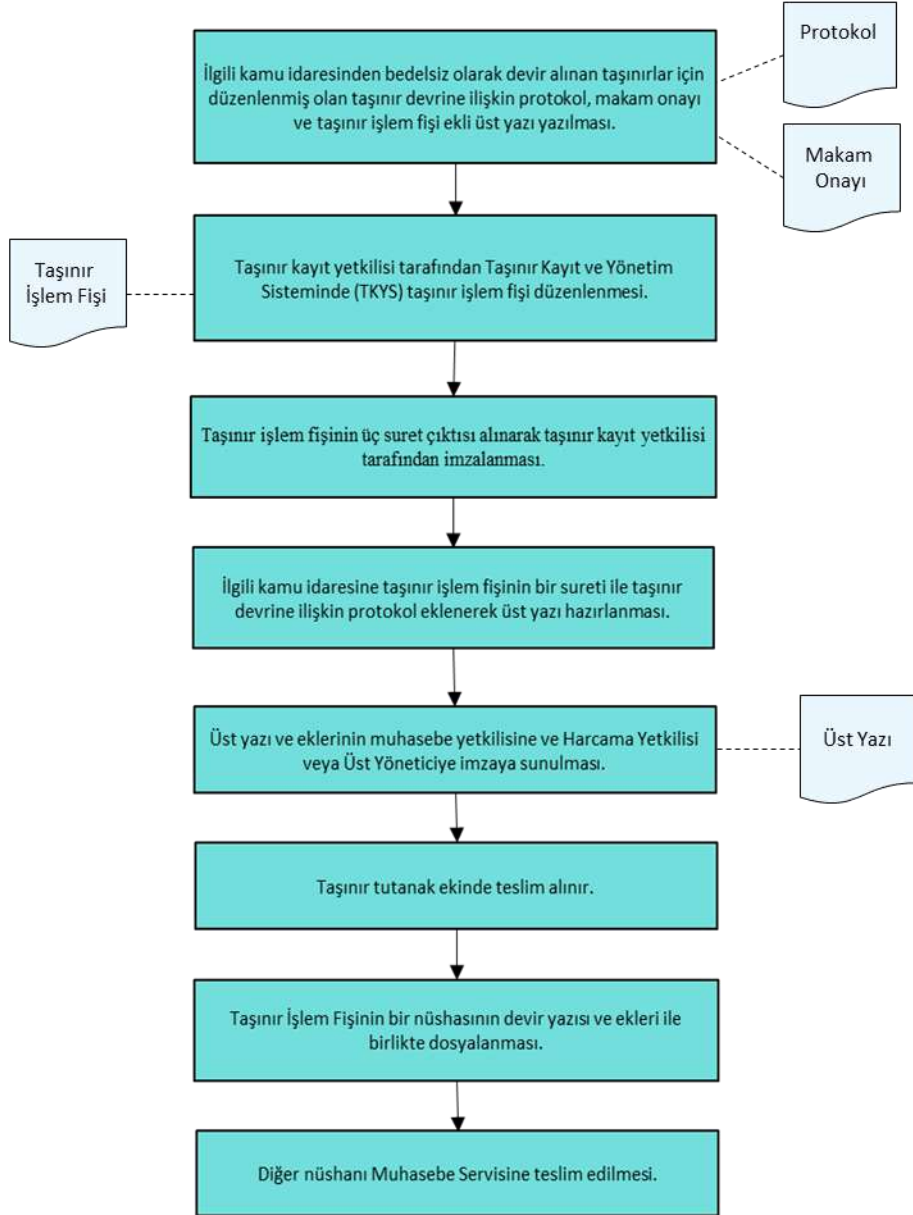 İlgili kamu idaresinden bedelsiz olarak devir alınan taşınırlar için
düzenlenmiş olan taşınır devrine ilişkin protokol, makam onayı
ve taşınır işlem fişi ekli üst yazı yazılması.
Protokol
Makam
Onayı
Taşınır kayıt yetkilisi tarafından Taşınır Kayıt ve Yönetim
Sisteminde (TKYS) taşınır işlem fişi düzenlenmesi.
Taşınır
İşlem Fişi
Taşınır işlem fişinin üç suret çıktısı alınarak taşınır kayıt yetkilisi
tarafından imzalanması.
İlgili kamu idaresine taşınır işlem fişinin bir sureti ile taşınır
devrine ilişkin protokol eklenerek üst yazı hazırlanması.
Üst yazı ve eklerinin muhasebe yetkilisine ve Harcama Yetkilisi
veya Üst Yöneticiye imzaya sunulması.
Üst Yazı
Taşınır tutanak ekinde teslim alınır.
Taşınır İşlem Fişinin bir nüshasının devir yazısı ve ekleri ile
birlikte dosyalanması.
Diğer nüshanı Muhasebe Servisine teslim edilmesi.